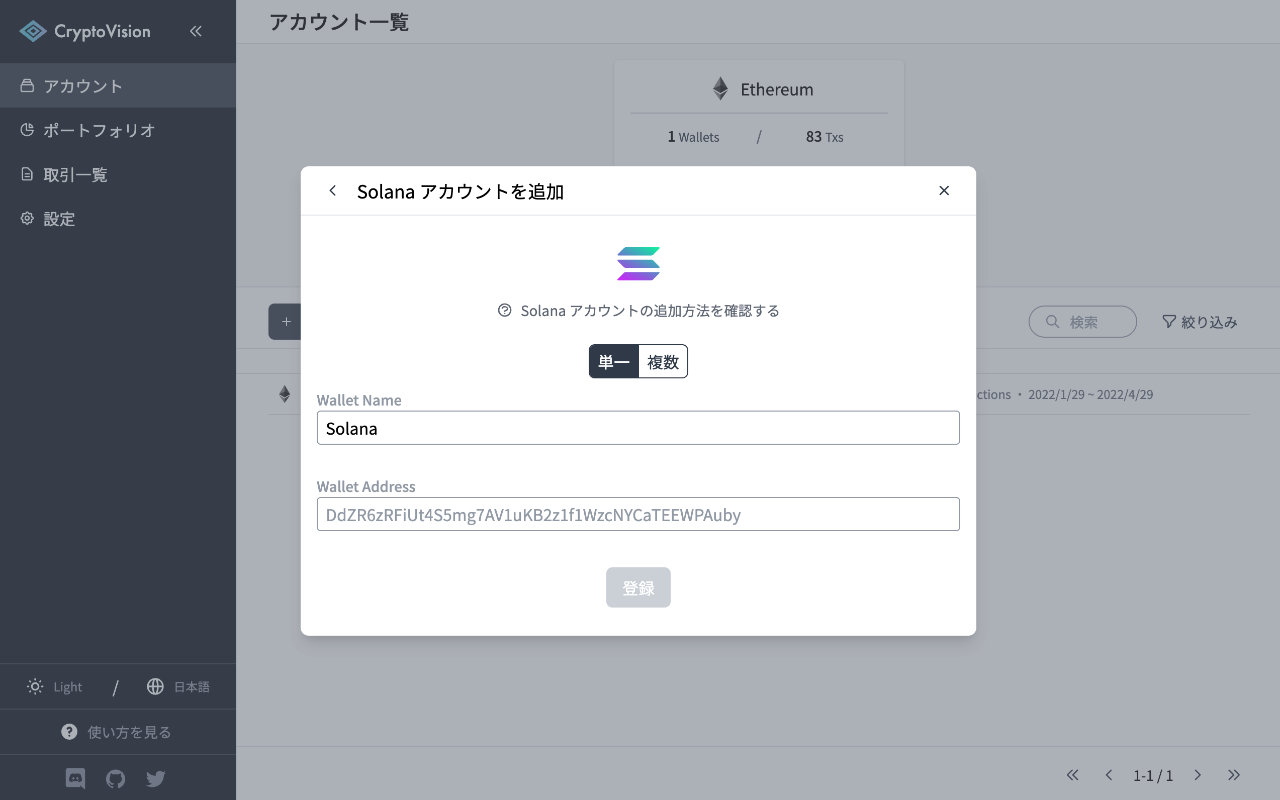 CryptoVision
アカウント
ポートフォリオ
取引一覧
設定
Light / 日本語
使い方を見る
アカウント一覧
Ethereum
1 Wallets / 83 Txs
Solana アカウントを追加
Solana アカウントの追加方法を確認する
単一 複数
Wallet Name
Solana
Wallet Address
DdZR6zRFiUt4S5mg7AV1uKB2z1f1WzcNYCaTEEWPAuby
登録
+
検索
絞り込み
ctions・2022/1/29 ~ 2022/4/29
1-1 / 1